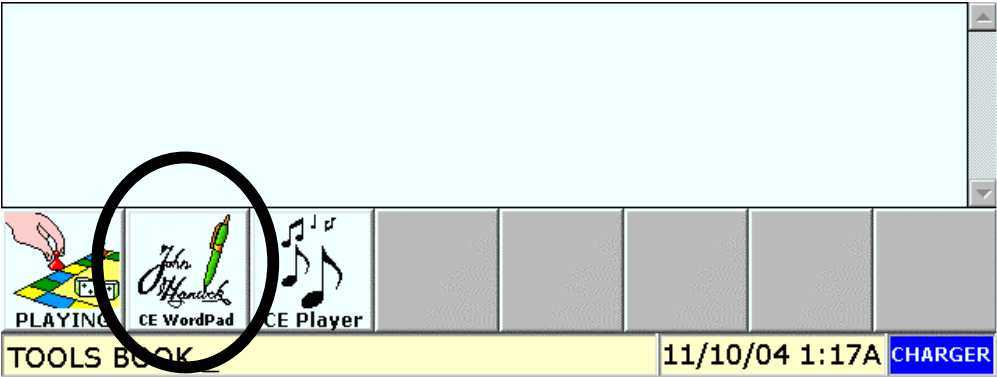 John
Hancock
PLAYING
CE WordPad
CE Player
TOOLS BOOK_
11/10/04 1:17A
CHARGER